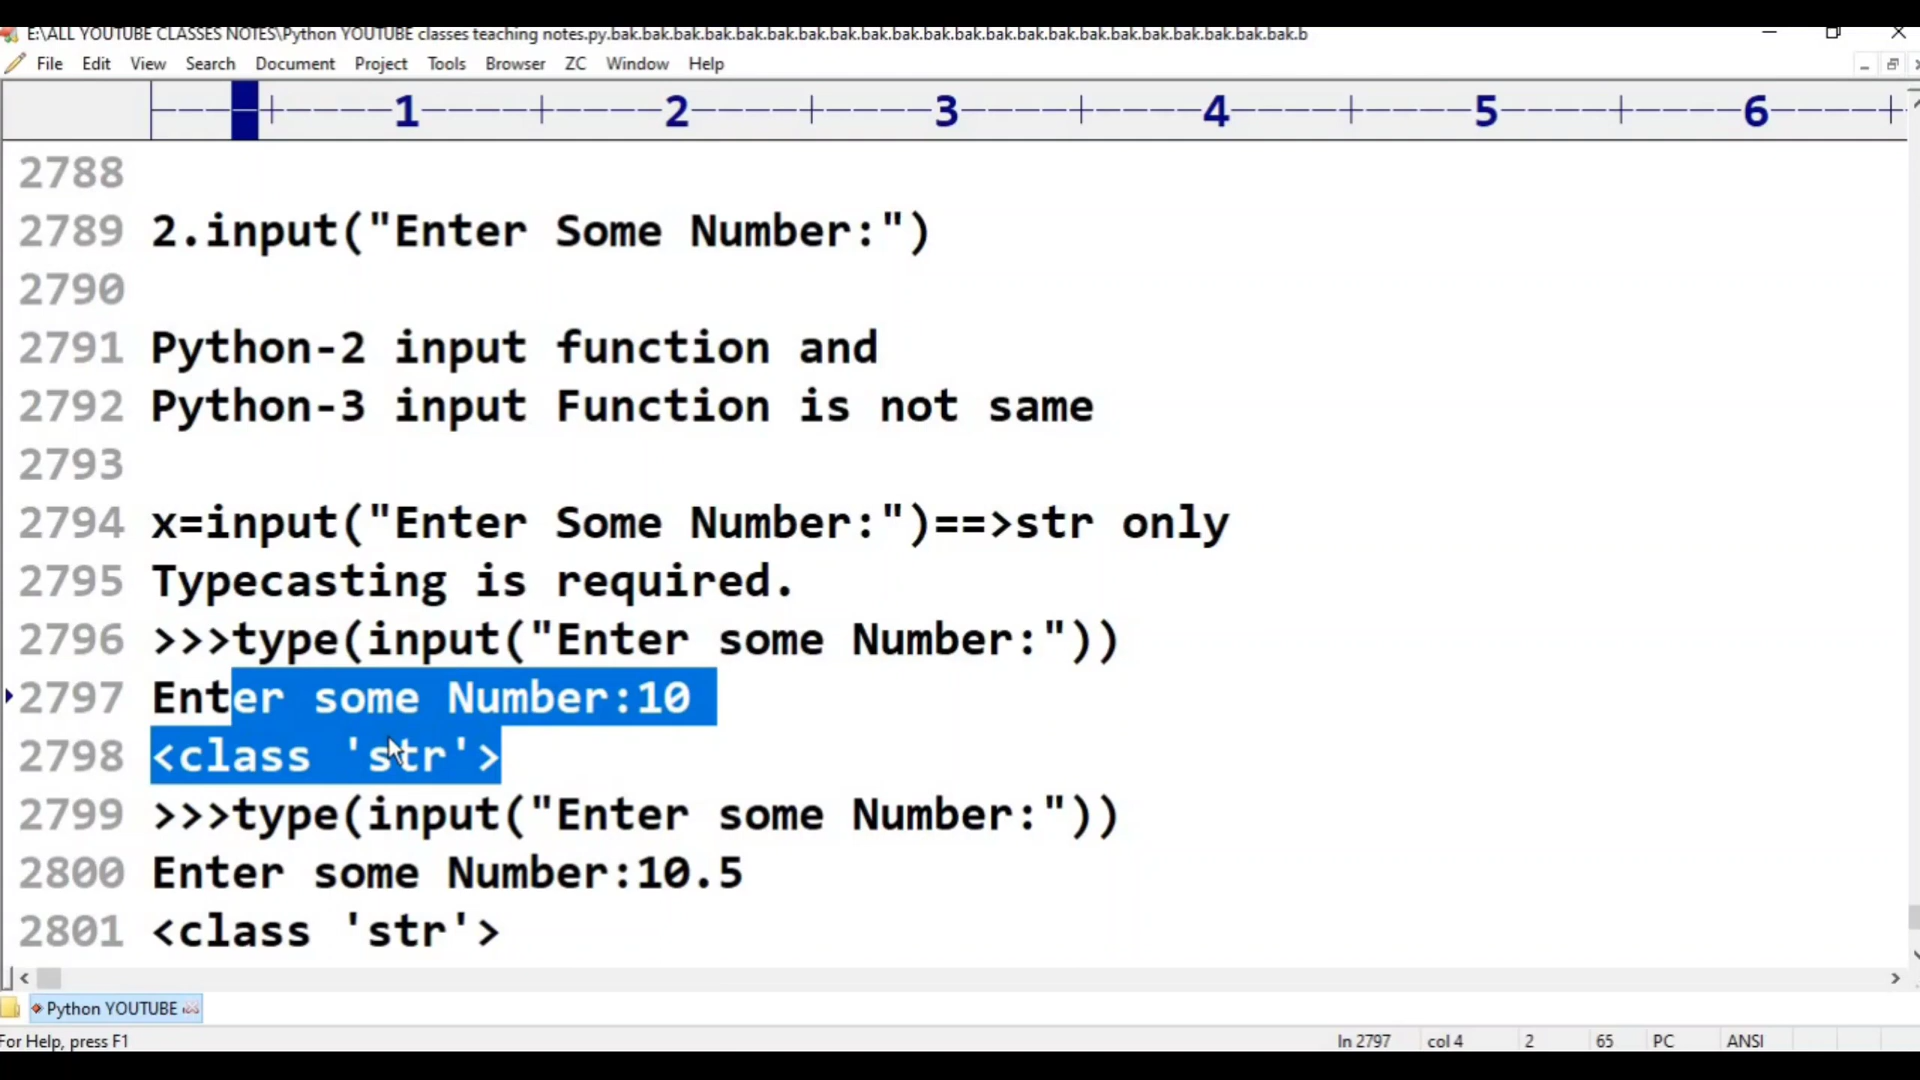 E:\ALL YOUTUBE CLASSES NOTES\Python YOUTUBE classes teaching notes.py.bak.bak.bak.bak.bak.bak.bak.bak.bak.bak.bak.bak.bak.bak.bak.bak.bak.bak.bak.bak.bak.bak.b
File Edit View Search Document Project Tools Browser ZC Window Help
1 2 3 4 5 6
2788
2789 2.input("Enter Some Number:")
2790
2791 Python-2 input function and
2792 Python-3 input Function is not same
2793
2794 x=input("Enter Some Number:")==>str only
2795 Typecasting is required.
2796 >>>type(input("Enter some Number:"))
2797 Enter some Number:10
2798 <class 'str'>
2799 >>>type(input("Enter some Number:"))
2800 Enter some Number:10.5
2801 <class 'str'>
Python YOUTUBE
For Help, press F1 ln 2797 col 4 2 65 PC ANSI